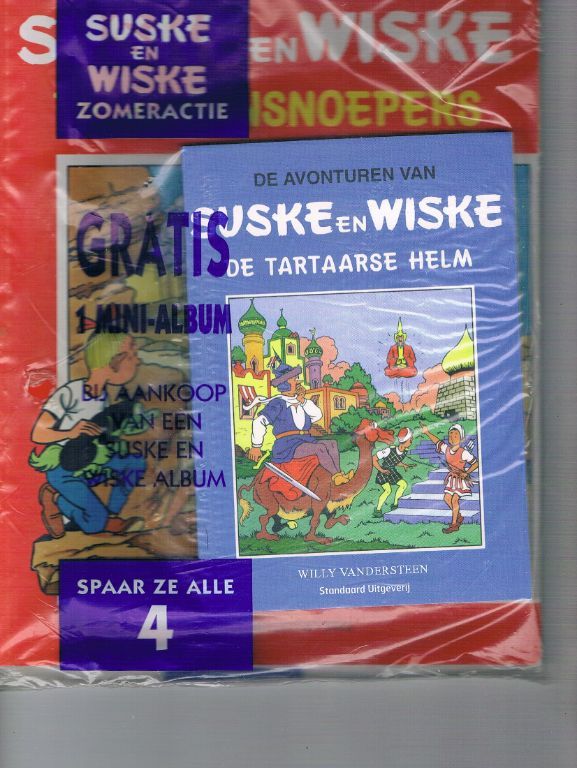 SUSKE
EN
WISKE
ZOMERACTIE
S EN WISKE
SNOEPERS
DE AVONTUREN VAN
SUSKE EN WISKE
DE TARTAARSE HELM
GRATIS
1 MINI-ALBUM
BIJ AANKOOP
VAN EEN
SUSKE EN
WISKE ALBUM
WILLY VANDERSTEEN
Standaard Uitgeverij
SPAAR ZE ALLE
4